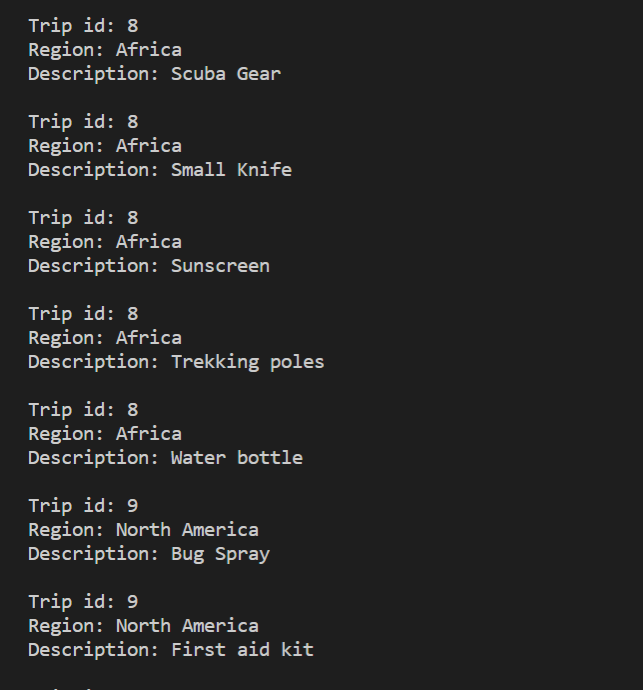 Trip id: 8
Region: Africa
Description: Scuba Gear
Trip id: 8
Region: Africa
Description: Small Knife
Trip id: 8
Region: Africa
Description: Sunscreen
Trip id: 8
Region: Africa
Description: Trekking poles
Trip id: 8
Region: Africa
Description: Water bottle
Trip id: 9
Region: North America
Description: Bug Spray
Trip id: 9
Region: North America
Description: First aid kit